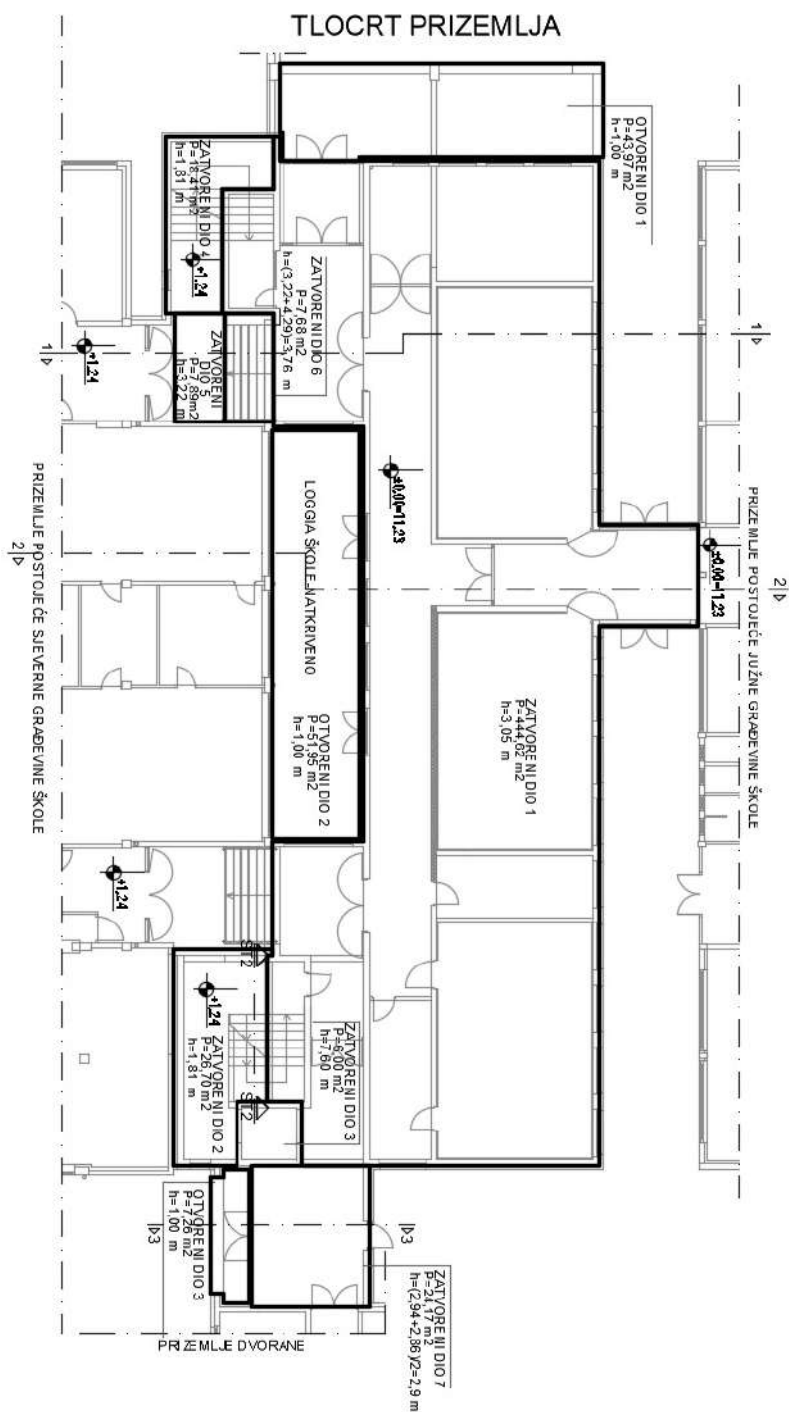 TLOCRT PRIZEMLJA
OTVORENI DIO 1
P=43,97 m2
h=1,00 m
ZATVORENI DIO 4
P=18,41 m2
h=1,81 m
+1.24
ZATVORENI DIO 6
P=7,68 m2
h=(3,22+4,29)=3,76 m
ZATVORENI
DIO 5
P=7,89m2
h=3,22 m
1
1
+1.24
±0.00=11.23
PRIZEMLJE POSTOJEĆE JUŽNE GRAĐEVINE ŠKOLE
PRIZEMLJE POSTOJEĆE SJEVERNE GRAĐEVINE ŠKOLE
LOGGIA ŠKOLE-NATKRIVENO
±0.00=11.23
2
2
OTVORENI DIO 2
P=51,95 m2
h=1,00 m
ZATVORENI DIO 1
P=444,62 m2
h=3,05 m
+1.24
ST2
+1.24
ZATVORENI DIO 2
P=26,70 m2
h=1,81 m
ZATVORENI DIO 3
P=6,00 m2
h=7,60 m
ST2
OTVORENI DIO 3
P=7,26 m2
h=1,00 m
3
3
ZATVORENI DIO 7
P=24,17 m2
h=(2,94+2,86)/2=2,9 m
PRIZEMLJE DVORANE